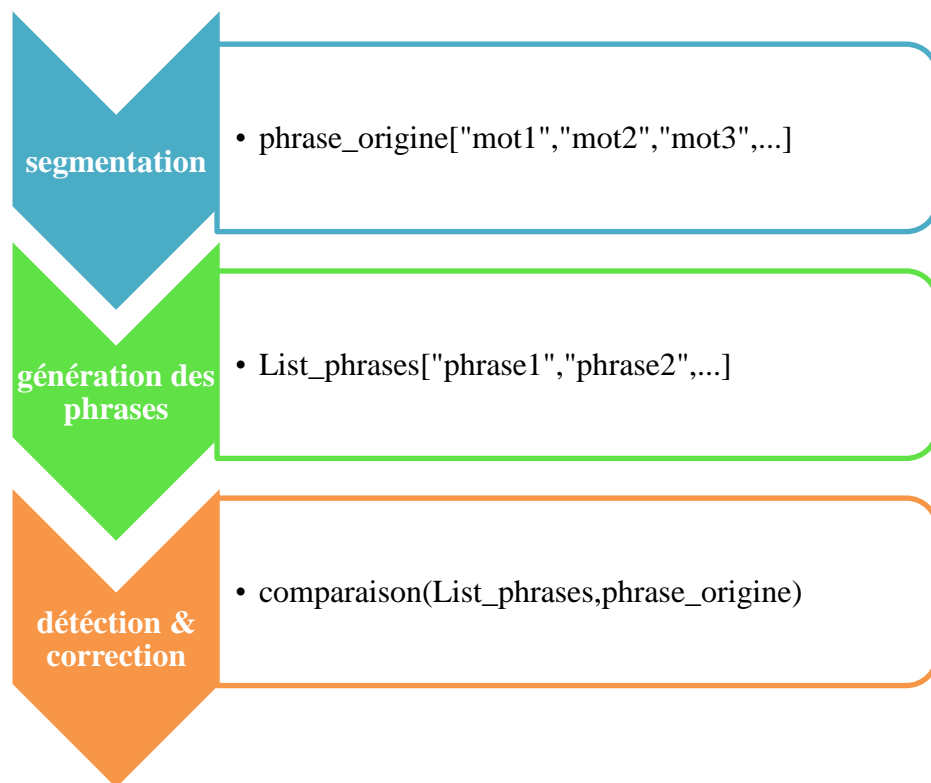 segmentation
• phrase_origine["mot1","mot2","mot3",...]
génération des
phrases
• List_phrases["phrase1","phrase2",...]
détéction &
correction
• comparaison(List_phrases,phrase_origine)